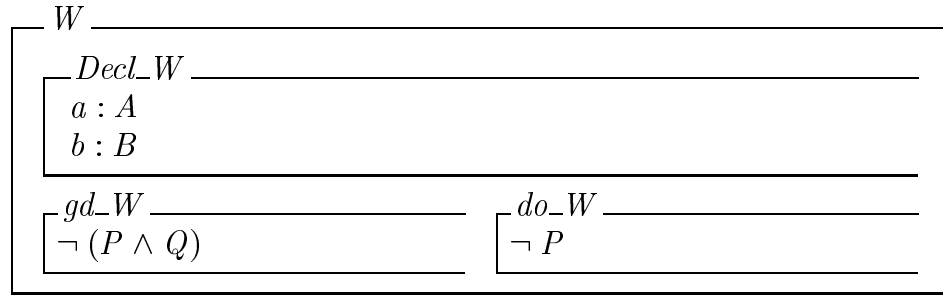 W
Decl_W
a : A
b : B
gd_W do_W
¬ (P ∧ Q) ¬ P